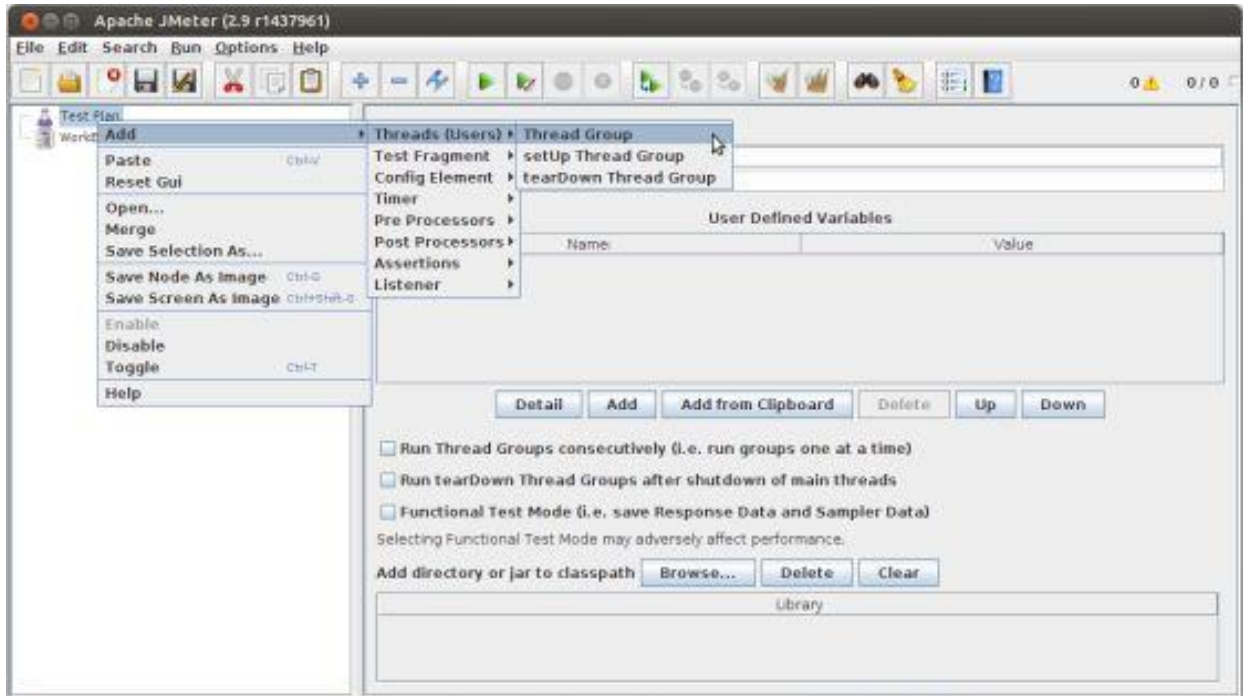 Apache JMeter (2.9 r1437961)
File Edit Search Run Options Help
0 0/0
Test Plan
Add Threads (Users) Thread Group
Paste Ctrl-V Test Fragment setUp Thread Group
Reset Gui Config Element tearDown Thread Group
Open... Timer
Merge Pre Processors User Defined Variables
Save Selection As... Post Processors Name: Value
Save Node As Image Ctrl-G Assertions
Save Screen As Image Ctrl+Shift-G Listener
Enable
Disable
Toggle Ctrl-T
Help
Detail Add Add from Clipboard Delete Up Down
Run Thread Groups consecutively (i.e. run groups one at a time)
Run tearDown Thread Groups after shutdown of main threads
Functional Test Mode (i.e. save Response Data and Sampler Data)
Selecting Functional Test Mode may adversely affect performance.
Add directory or jar to classpath Browse... Delete Clear
Library